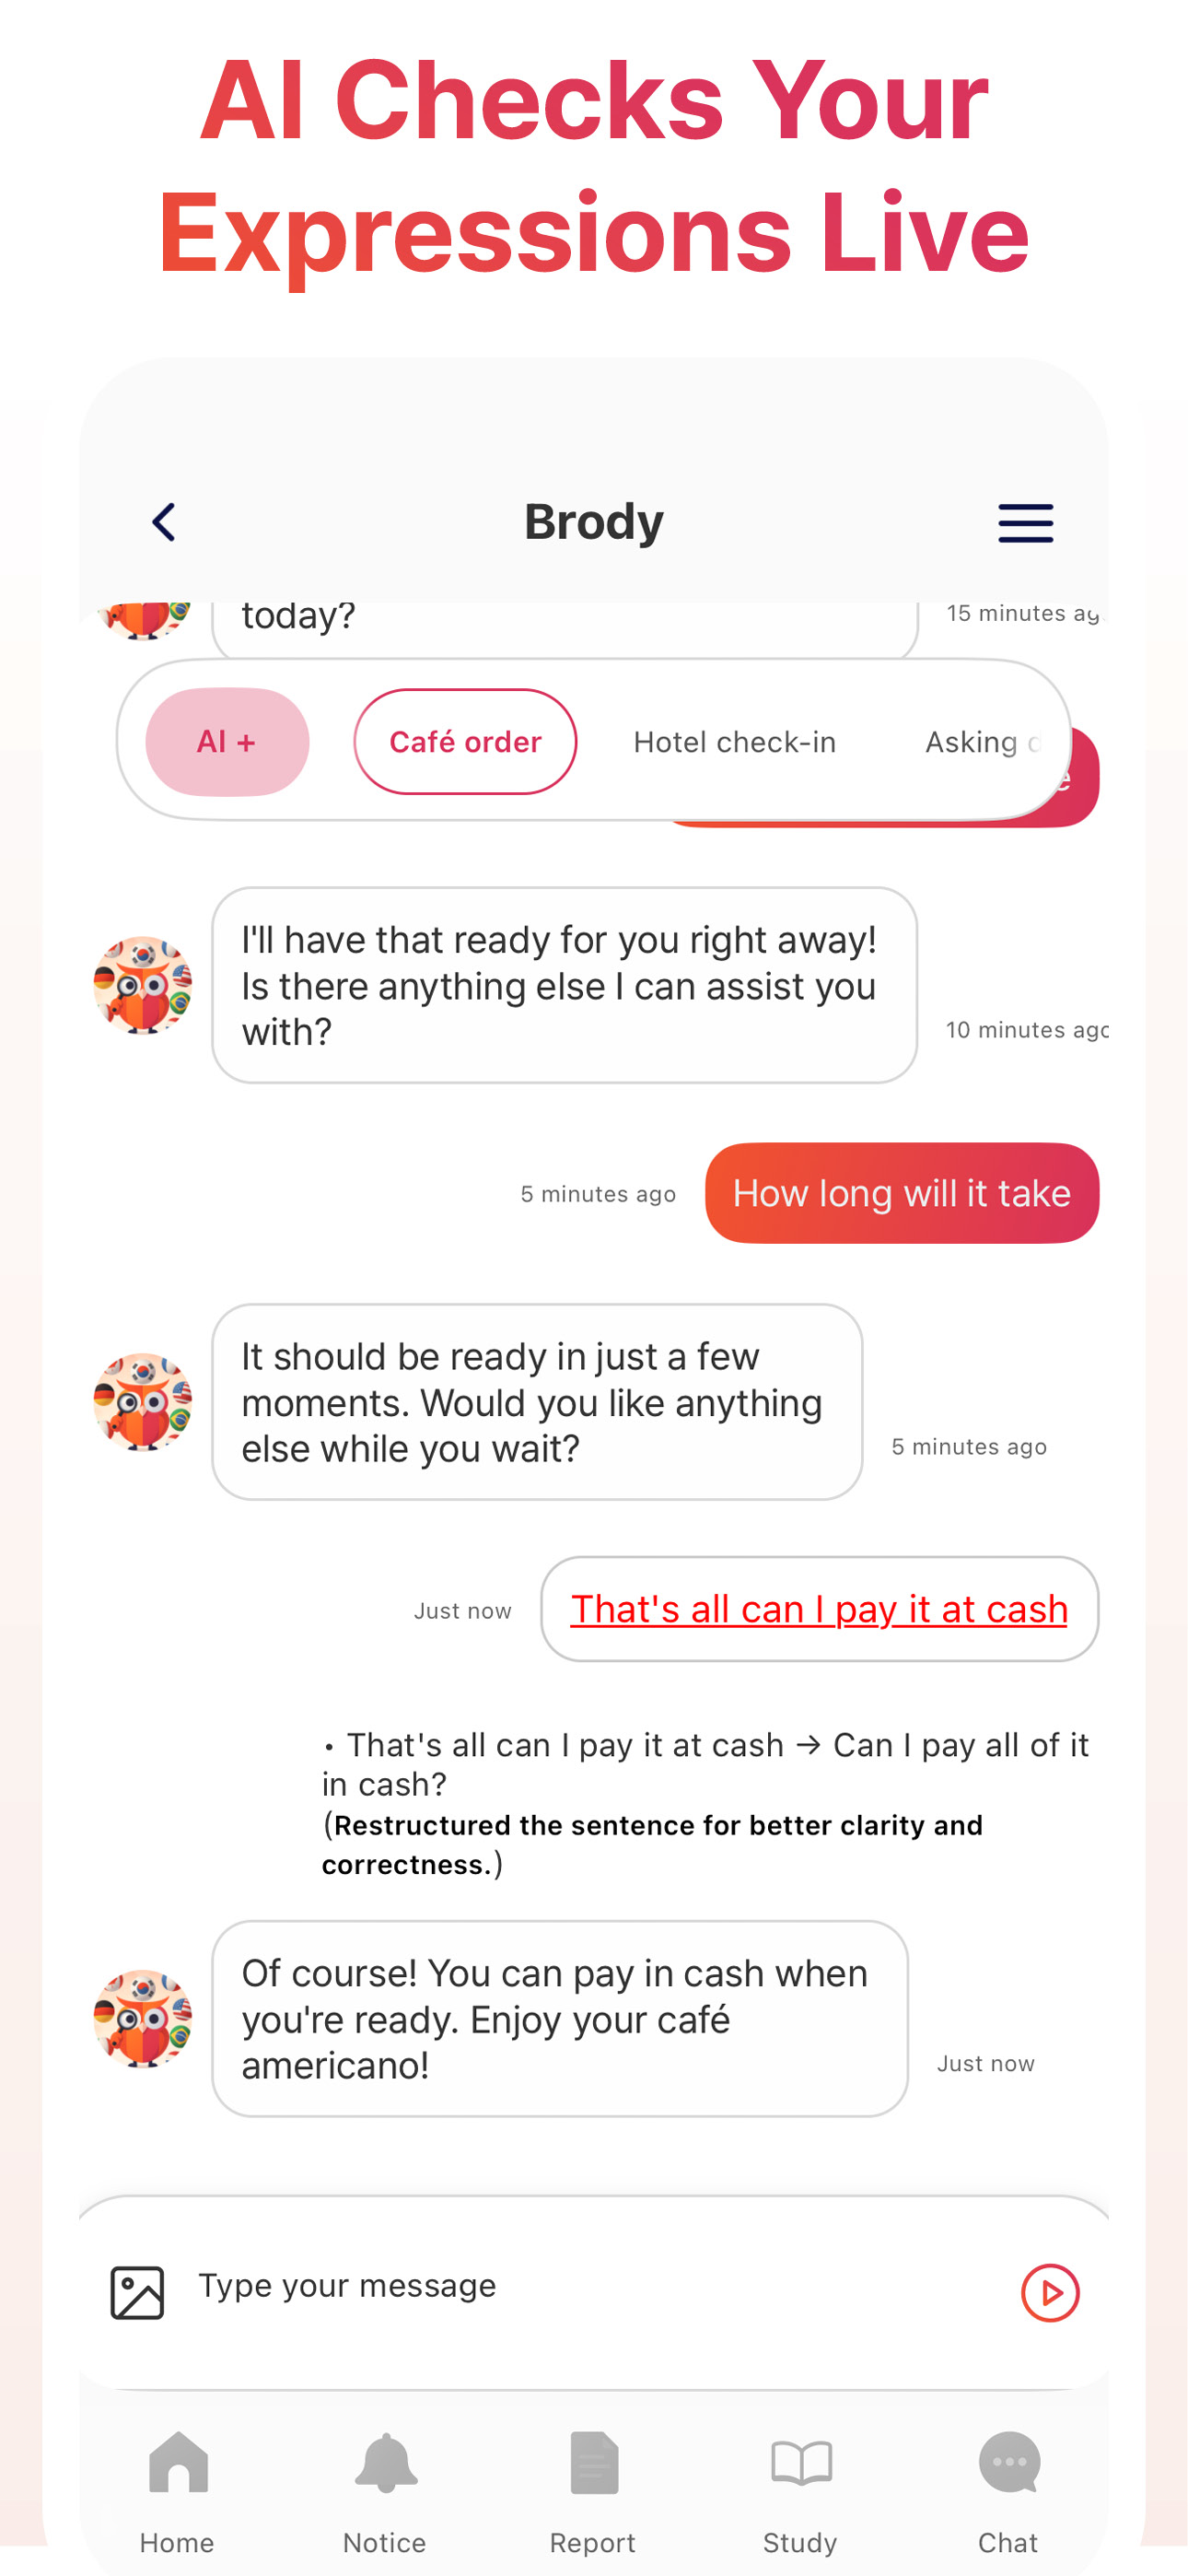 AI Checks Your
Expressions Live
Brody
today?
15 minutes
AI +
Café order
Hotel check-in
Asking
I'll have that ready for you right away!
Is there anything else I can assist you
with?
10 minutes ago
5 minutes ago
How long will it take
It should be ready in just a few
moments. Would you like anything
else while you wait?
5 minutes ago
Just now
That's all can I pay it at cash
• That's all can I pay it at cash → Can I pay all of it
in cash?
(Restructured the sentence for better clarity and
correctness.)
Of course! You can pay in cash when
you're ready. Enjoy your café
americano!
Just now
Type your message
Home
Notice
Report
Study
Chat